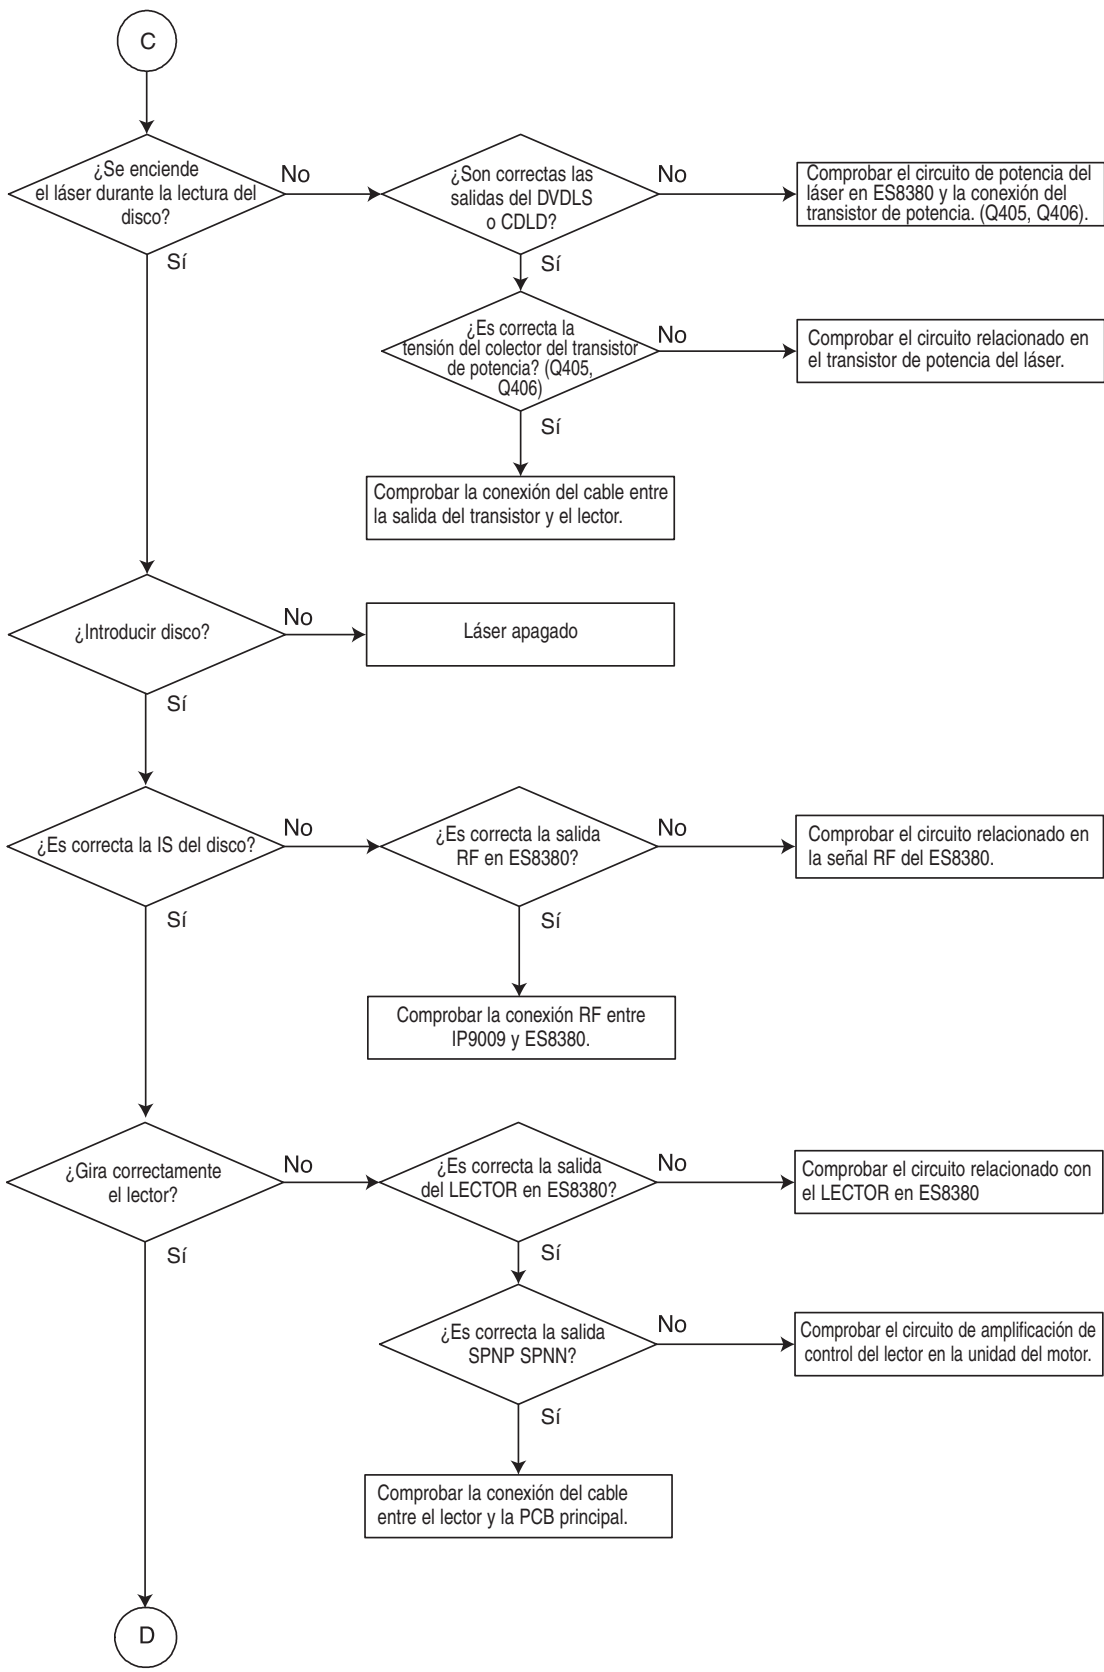 C
¿Se enciende
el láser durante la lectura del
disco?
No
¿Son correctas las
salidas del DVDLS
o CDLD?
No
Comprobar el circuito de potencia del
láser en ES8380 y la conexión del
transistor de potencia. (Q405, Q406).
Sí
Sí
¿Es correcta la
tensión del colector del transistor
de potencia? (Q405,
Q406)
No
Comprobar el circuito relacionado en
el transistor de potencia del láser.
Sí
Comprobar la conexión del cable entre
la salida del transistor y el lector.
¿Introducir disco?
No
Láser apagado
Sí
¿Es correcta la IS del disco?
No
¿Es correcta la salida
RF en ES8380?
No
Comprobar el circuito relacionado en
la señal RF del ES8380.
Sí
Sí
Comprobar la conexión RF entre
IP9009 y ES8380.
¿Gira correctamente
el lector?
No
¿Es correcta la salida
del LECTOR en ES8380?
No
Comprobar el circuito relacionado con
el LECTOR en ES8380
Sí
Sí
¿Es correcta la salida
SPNP SPNN?
No
Comprobar el circuito de amplificación de
control del lector en la unidad del motor.
Sí
Comprobar la conexión del cable
entre el lector y la PCB principal.
D